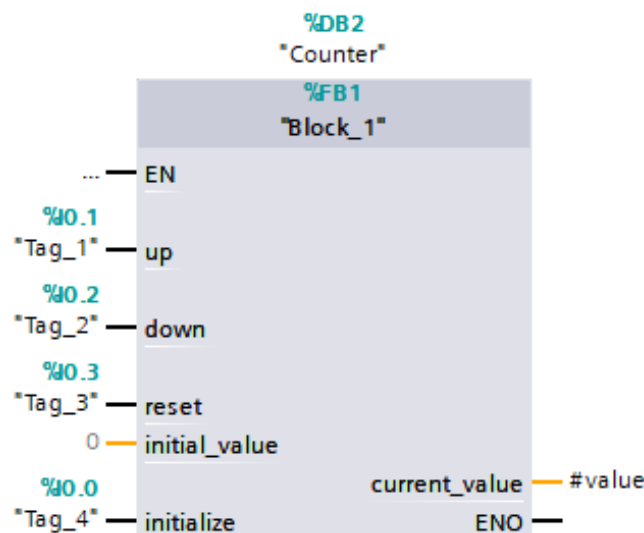 %DB2
"Counter"
%FB1
"Block_1"
... EN
%I0.1
"Tag_1" up
%I0.2
"Tag_2" down
%I0.3
"Tag_3" reset
0 initial_value
current_value #value
%I0.0
"Tag_4" initialize ENO